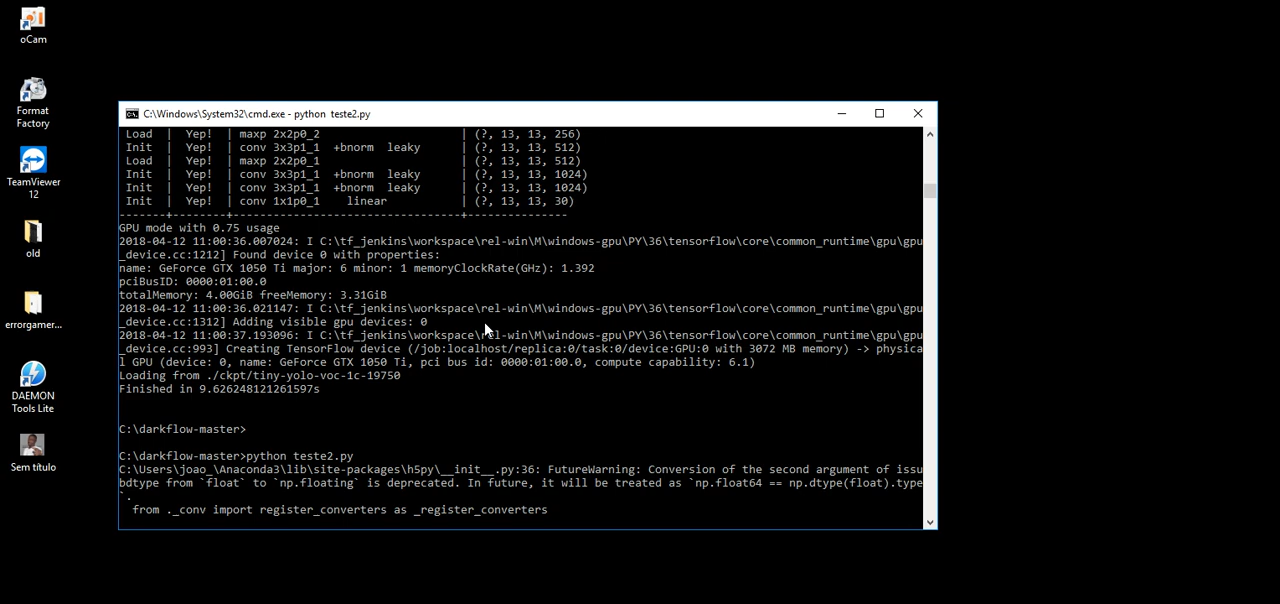 oCam
Format
Factory
TeamViewer
12
old
errorgamer...
DAEMON
Tools Lite
Sem título
C:\Windows\System32\cmd.exe - python  teste2.py
Load  |  Yep!  | maxp 2x2p0_2                  | (?, 13, 13, 256)
Init  |  Yep!  | conv 3x3p1_1  +bnorm  leaky     | (?, 13, 13, 512)
Load  |  Yep!  | maxp 2x2p0_1                  | (?, 13, 13, 512)
Init  |  Yep!  | conv 3x3p1_1  +bnorm  leaky     | (?, 13, 13, 1024)
Init  |  Yep!  | conv 3x3p1_1  +bnorm  leaky     | (?, 13, 13, 1024)
Init  |  Yep!  | conv 1x1p0_1    linear          | (?, 13, 13, 30)
-------+--------+----------------------------------+---------------
GPU mode with 0.75 usage
2018-04-12 11:00:36.007024: I C:\tf_jenkins\workspace\rel-win\M\windows-gpu\PY\36\tensorflow\core\common_runtime\gpu\gpu
_device.cc:1212] Found device 0 with properties:
name: GeForce GTX 1050 Ti major: 6 minor: 1 memoryClockRate(GHz): 1.392
pciBusID: 0000:01:00.0
totalMemory: 4.00GiB freeMemory: 3.31GiB
2018-04-12 11:00:36.021147: I C:\tf_jenkins\workspace\rel-win\M\windows-gpu\PY\36\tensorflow\core\common_runtime\gpu\gpu
_device.cc:1312] Adding visible gpu devices: 0
2018-04-12 11:00:37.193096: I C:\tf_jenkins\workspace\rel-win\M\windows-gpu\PY\36\tensorflow\core\common_runtime\gpu\gpu
_device.cc:993] Creating TensorFlow device (/job:localhost/replica:0/task:0/device:GPU:0 with 3072 MB memory) -> physica
l GPU (device: 0, name: GeForce GTX 1050 Ti, pci bus id: 0000:01:00.0, compute capability: 6.1)
Loading from ./ckpt/tiny-yolo-voc-1c-19750
Finished in 9.626248121261597s
C:\darkflow-master>
C:\darkflow-master>python teste2.py
C:\Users\joao_\Anaconda3\lib\site-packages\h5py\__init__.py:36: FutureWarning: Conversion of the second argument of issu
bdtype from `float` to `np.floating` is deprecated. In future, it will be treated as `np.float64 == np.dtype(float).type
`.
from ._conv import register_converters as _register_converters